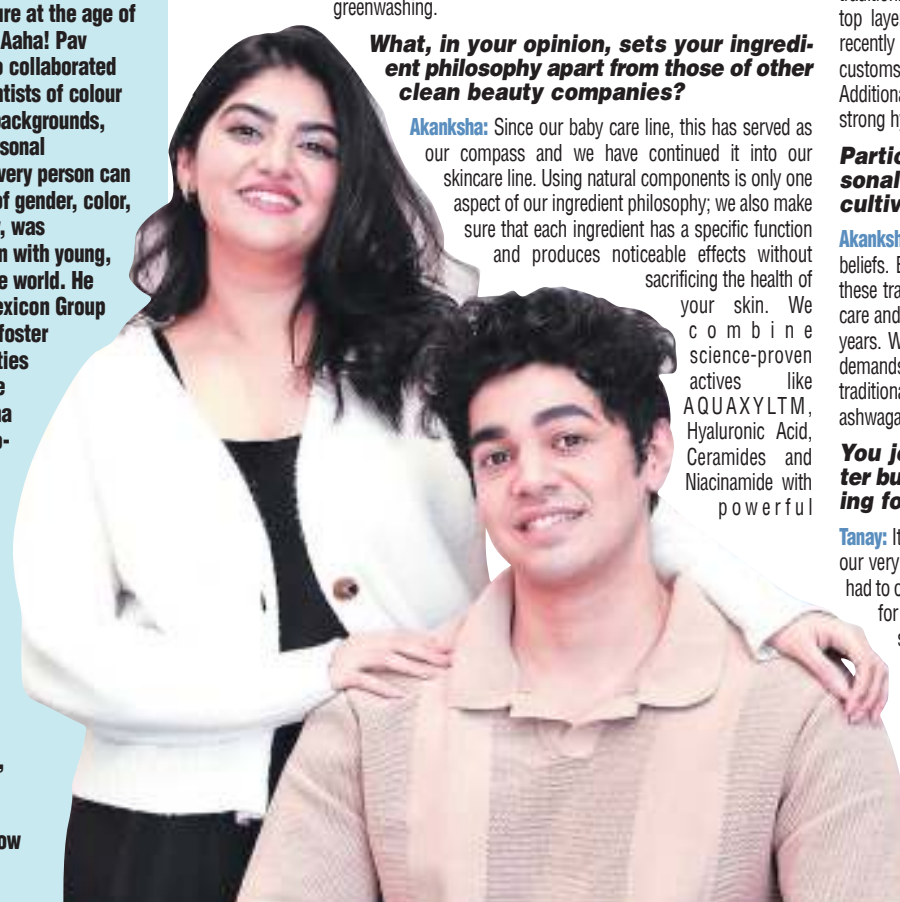 ure at the age of
Aaha! Pav
o collaborated
ntists of colour
backgrounds,
sonal
very person can
of gender, color,
, was
n with young,
e world. He
exicon Group
foster
ties
e
na
o-
,
ow
greenwashing.
What, in your opinion, sets your ingredi-
ent philosophy apart from those of other
clean beauty companies?
Akanksha: Since our baby care line, this has served as
our compass and we have continued it into our
skincare line. Using natural components is only one
aspect of our ingredient philosophy; we also make
sure that each ingredient has a specific function
and produces noticeable effects without
sacrificing the health of
your skin. We
combine
science-proven
actives like
AQUAXYLTM,
Hyaluronic Acid,
Ceramides and
Niacinamide with
powerful
top laye
recently
customs
Additiona
strong hy
Partic
sonal
cultiv
Akanksh
beliefs. B
these tra
care and
years. W
demands
traditiona
ashwaga
You jo
ter bu
ing fo
Tanay: It
our very
had to c
for
s